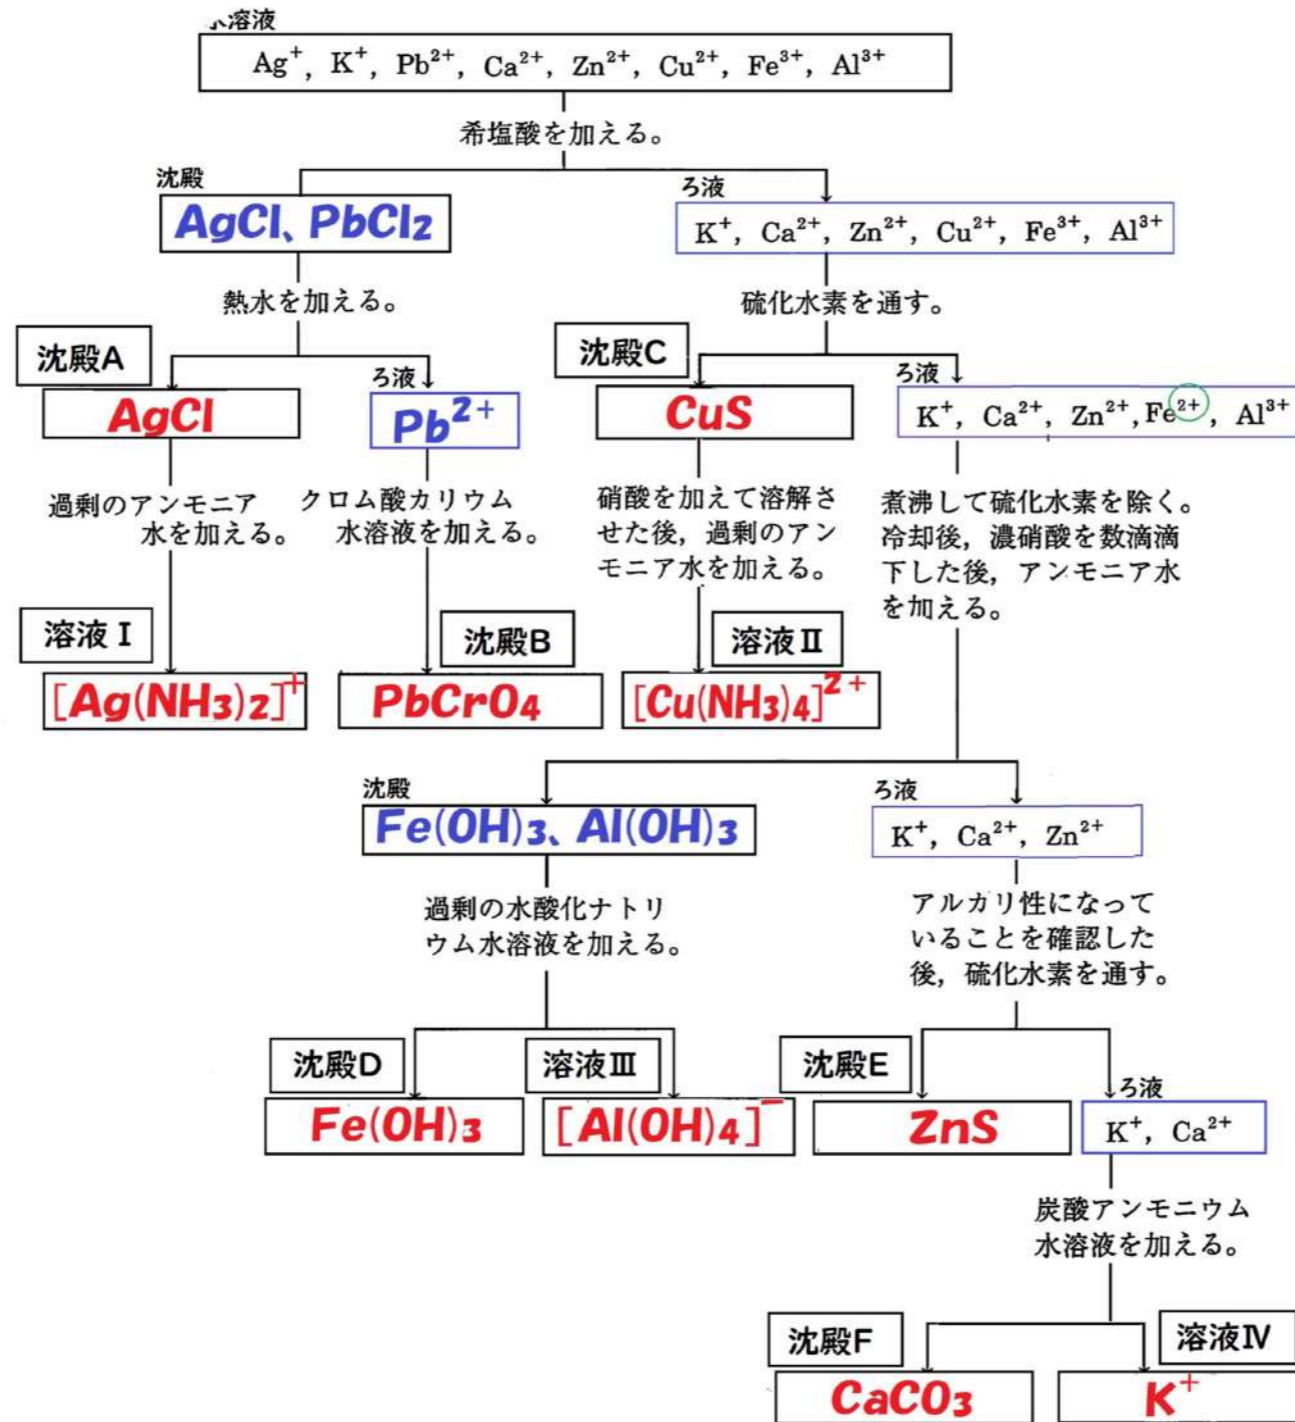 水溶液
Ag⁺, K⁺, Pb²⁺, Ca²⁺, Zn²⁺, Cu²⁺, Fe³⁺, Al³⁺
希塩酸を加える。
沈殿
AgCl、PbCl₂
ろ液
K⁺, Ca²⁺, Zn²⁺, Cu²⁺, Fe³⁺, Al³⁺
熱水を加える。
硫化水素を通す。
沈殿A
AgCl
ろ液
Pb²⁺
沈殿C
CuS
ろ液
K⁺, Ca²⁺, Zn²⁺, Fe²⁺, Al³⁺
過剰のアンモニア
水を加える。
クロム酸カリウム
水溶液を加える。
硝酸を加えて溶解さ
せた後，過剰のアン
モニア水を加える。
煮沸して硫化水素を除く。
冷却後，濃硝酸を数滴滴
下した後，アンモニア水
を加える。
溶液Ⅰ
[Ag(NH₃)₂]⁺
沈殿B
PbCrO₄
溶液Ⅱ
[Cu(NH₃)₄]²⁺
沈殿
Fe(OH)₃、Al(OH)₃
ろ液
K⁺, Ca²⁺, Zn²⁺
過剰の水酸化ナトリ
ウム水溶液を加える。
アルカリ性になって
いることを確認した
後，硫化水素を通す。
沈殿D
Fe(OH)₃
溶液Ⅲ
[Al(OH)₄]⁻
沈殿E
ZnS
ろ液
K⁺, Ca²⁺
炭酸アンモニウム
水溶液を加える。
沈殿F
CaCO₃
溶液Ⅳ
K⁺